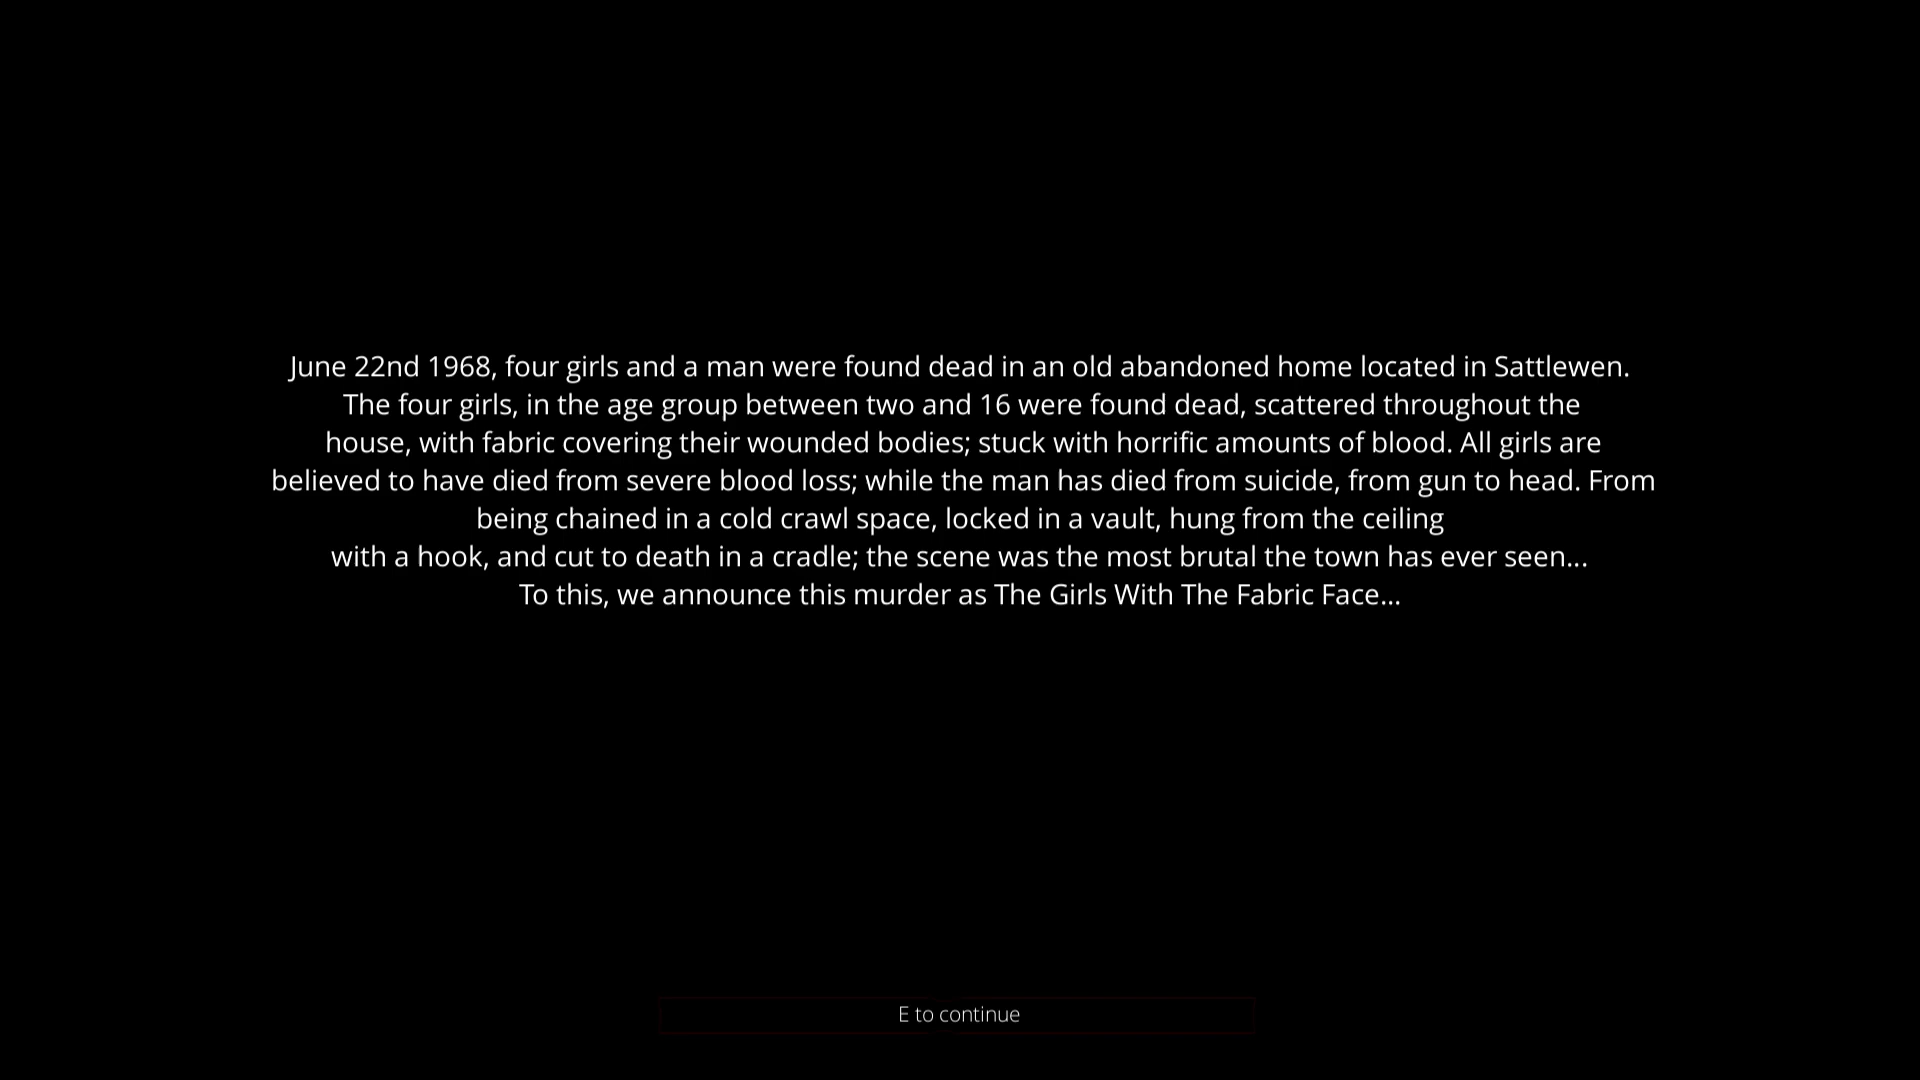 June 22nd 1968, four girls and a man were found dead in an old abandoned home located in Sattlewen.
The four girls, in the age group between two and 16 were found dead, scattered throughout the
house, with fabric covering their wounded bodies; stuck with horrific amounts of blood. All girls are
believed to have died from severe blood loss; while the man has died from suicide, from gun to head. From
being chained in a cold crawl space, locked in a vault, hung from the ceiling
with a hook, and cut to death in a cradle; the scene was the most brutal the town has ever seen...
To this, we announce this murder as The Girls With The Fabric Face...
E to continue